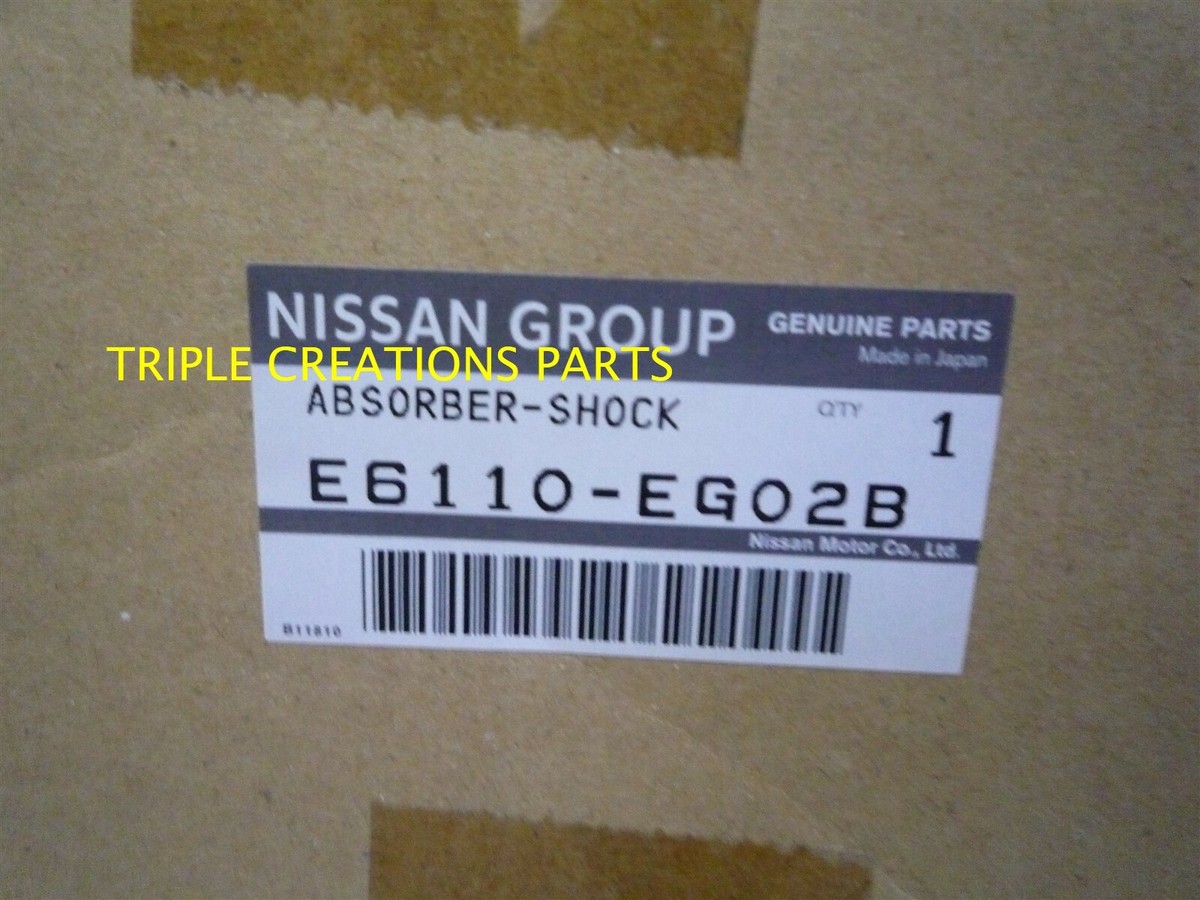 NISSAN GROUP
GENUINE PARTS
Made in Japan
TRIPLE CREATIONS PARTS
ABSORBER-SHOCK
QTY 1
E6110-EG02B
Nissan Motor Co., Ltd.
B11810